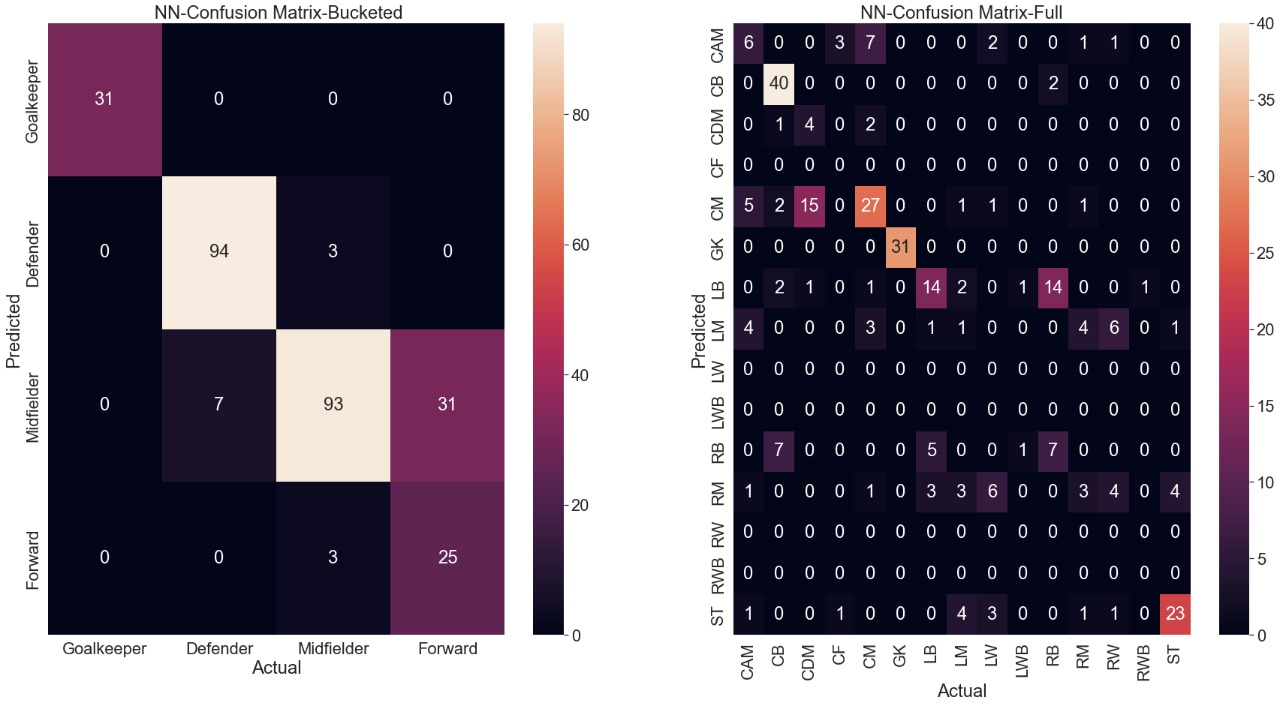 NN-Confusion Matrix-Bucketed
Predicted
Goalkeeper 31 0 0 0
Defender 0 94 3 0
Midfielder 0 7 93 31
Forward 0 0 3 25
Goalkeeper Defender Midfielder Forward
Actual
80
60
40
20
0
NN-Confusion Matrix-Full
Predicted
CAM 6 0 0 3 7 0 0 0 2 0 0 1 1 0 0
CB 0 40 0 0 0 0 0 0 0 0 2 0 0 0 0
CDM 0 1 4 0 2 0 0 0 0 0 0 0 0 0 0
CF 0 0 0 0 0 0 0 0 0 0 0 0 0 0 0
CM 5 2 15 0 27 0 0 1 1 0 0 1 0 0 0
GK 0 0 0 0 0 31 0 0 0 0 0 0 0 0 0
LB 0 2 1 0 1 0 14 2 0 1 14 0 0 1 0
LM 4 0 0 0 3 0 1 1 0 0 0 4 6 0 1
LW 0 0 0 0 0 0 0 0 0 0 0 0 0 0 0
LWB 0 0 0 0 0 0 0 0 0 0 0 0 0 0 0
RB 0 7 0 0 0 0 5 0 0 1 7 0 0 0 0
RM 1 0 0 0 1 0 3 3 6 0 0 3 4 0 4
RW 0 0 0 0 0 0 0 0 0 0 0 0 0 0 0
RWB 0 0 0 0 0 0 0 0 0 0 0 0 0 0 0
ST 1 0 0 1 0 0 0 4 3 0 0 1 1 0 23
CAM CB CDM CF CM GK LB LM LW LWB RB RM RW RWB ST
Actual
40
35
30
25
20
15
10
5
0